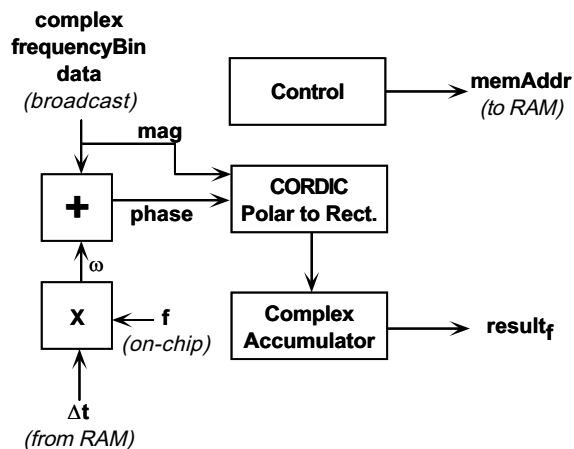 complex
frequencyBin
data
(broadcast)
Control
memAddr
(to RAM)
mag
+
phase
CORDIC
Polar to Rect.
ω
x
f
(on-chip)
Complex
Accumulator
result_f
Δt
(from RAM)